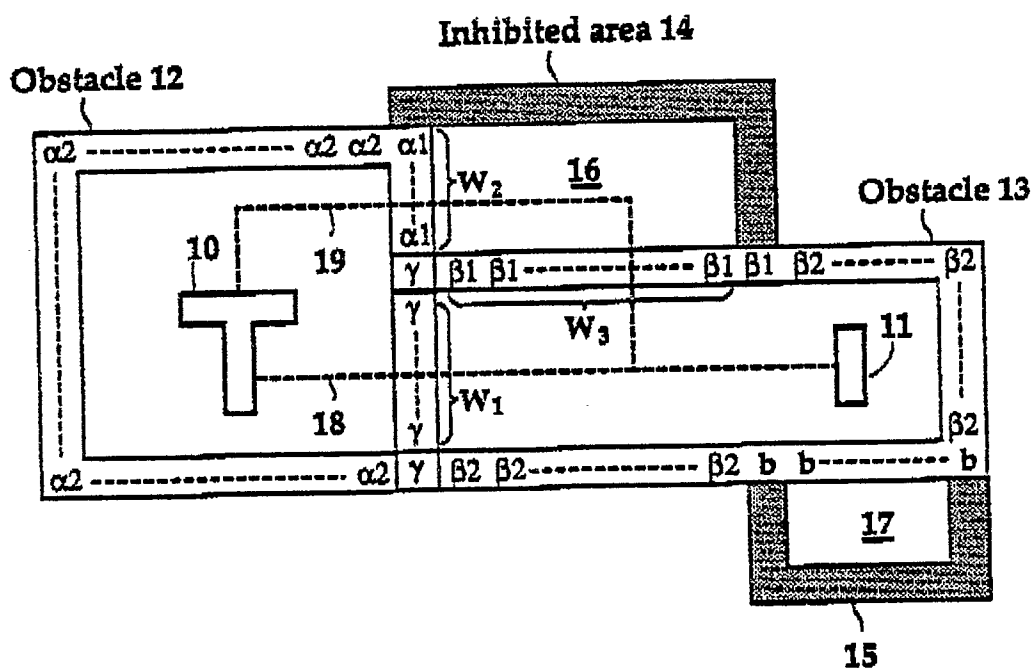 Inhibited area 14
Obstacle 12
α2 α2 α2 α1
W₂
16
Obstacle 13
α1
10
19
γ β1 β1 β1 β1 β2 β2
γ
W₃
11
18
W₁
γ
β2
α2 α2 γ β2 β2 β2 b b b
17
15